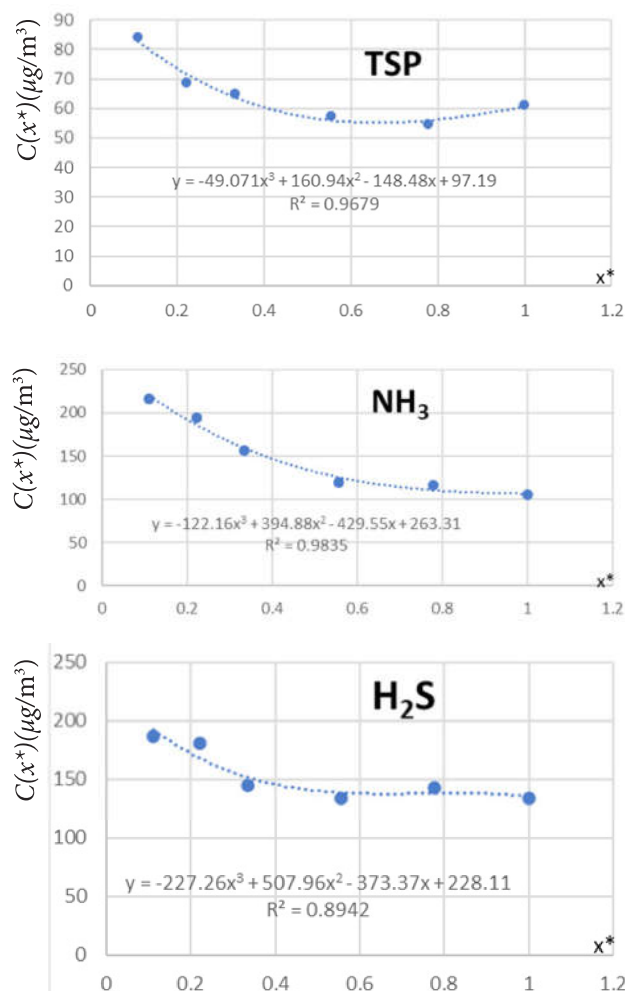 C(x*)(μg/m³)
90
80
70
60
50
40
30
20
10
0
TSP
y = -49.071x³ + 160.94x² - 148.48x + 97.19
R² = 0.9679
x*
0 0.2 0.4 0.6 0.8 1 1.2
C(x*)(μg/m³)
250
200
150
100
50
0
NH₃
y = -122.16x³ + 394.88x² - 429.55x + 263.31
R² = 0.9835
x*
0 0.2 0.4 0.6 0.8 1 1.2
C(x*)(μg/m³)
250
200
150
100
50
0
H₂S
y = -227.26x³ + 507.96x² - 373.37x + 228.11
R² = 0.8942
x*
0 0.2 0.4 0.6 0.8 1 1.2